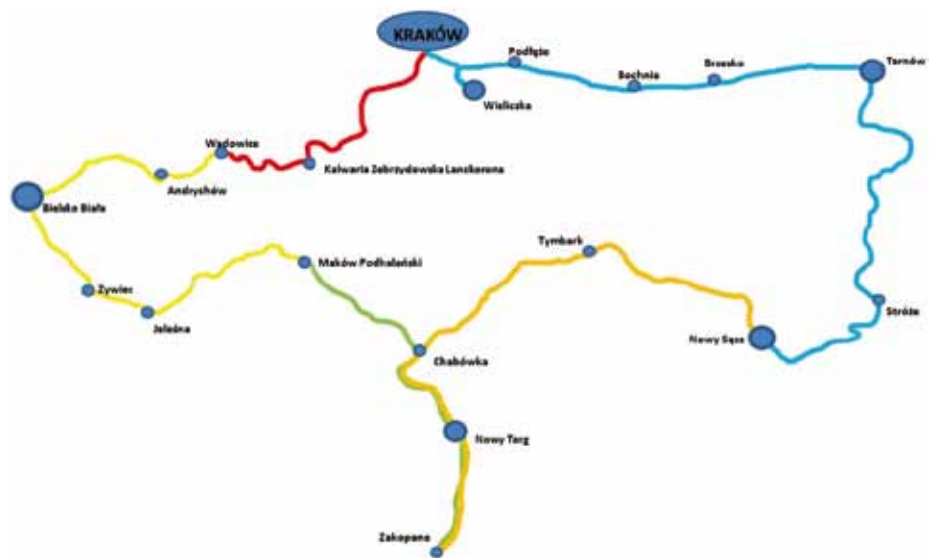 KRAKÓW
Podłęże
Bochnia
Brzesko
Tarnów
Wieliczka
Wadowice
Kalwaria Zebrzydowska Lanckorona
Andrychów
Bielsko Biała
Tymbark
Maków Podhalański
Żywiec
Jeleśnia
Stróże
Nowy Sącz
Chabówka
Nowy Targ
Zakopane